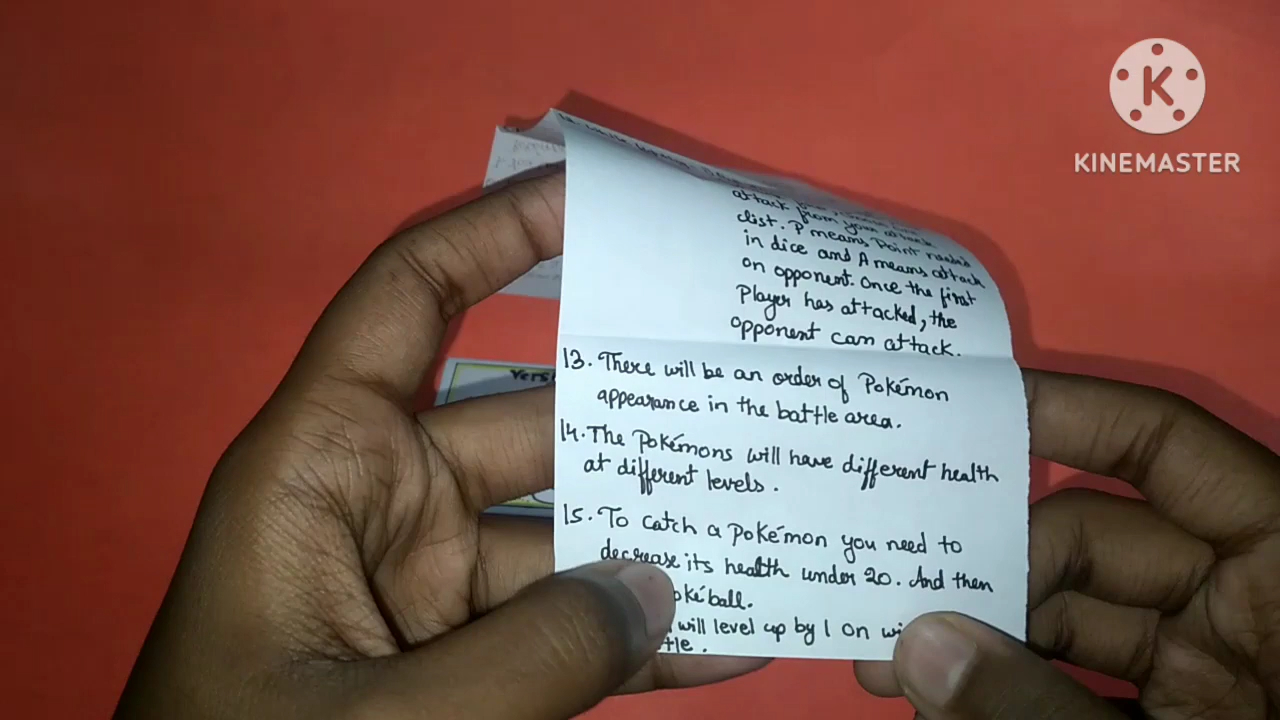 KINEMASTER
attack from your attack
list. P means Point needed
in dice and A means attack
on opponent. Once the first
Player has attacked, the
opponent can attack.
13. There will be an order of Pokémon
appearance in the battle area.
14. The Pokémons will have different health
at different levels.
15. To catch a Pokémon you need to
decrease its health under 20. And then
will level up by 1 on